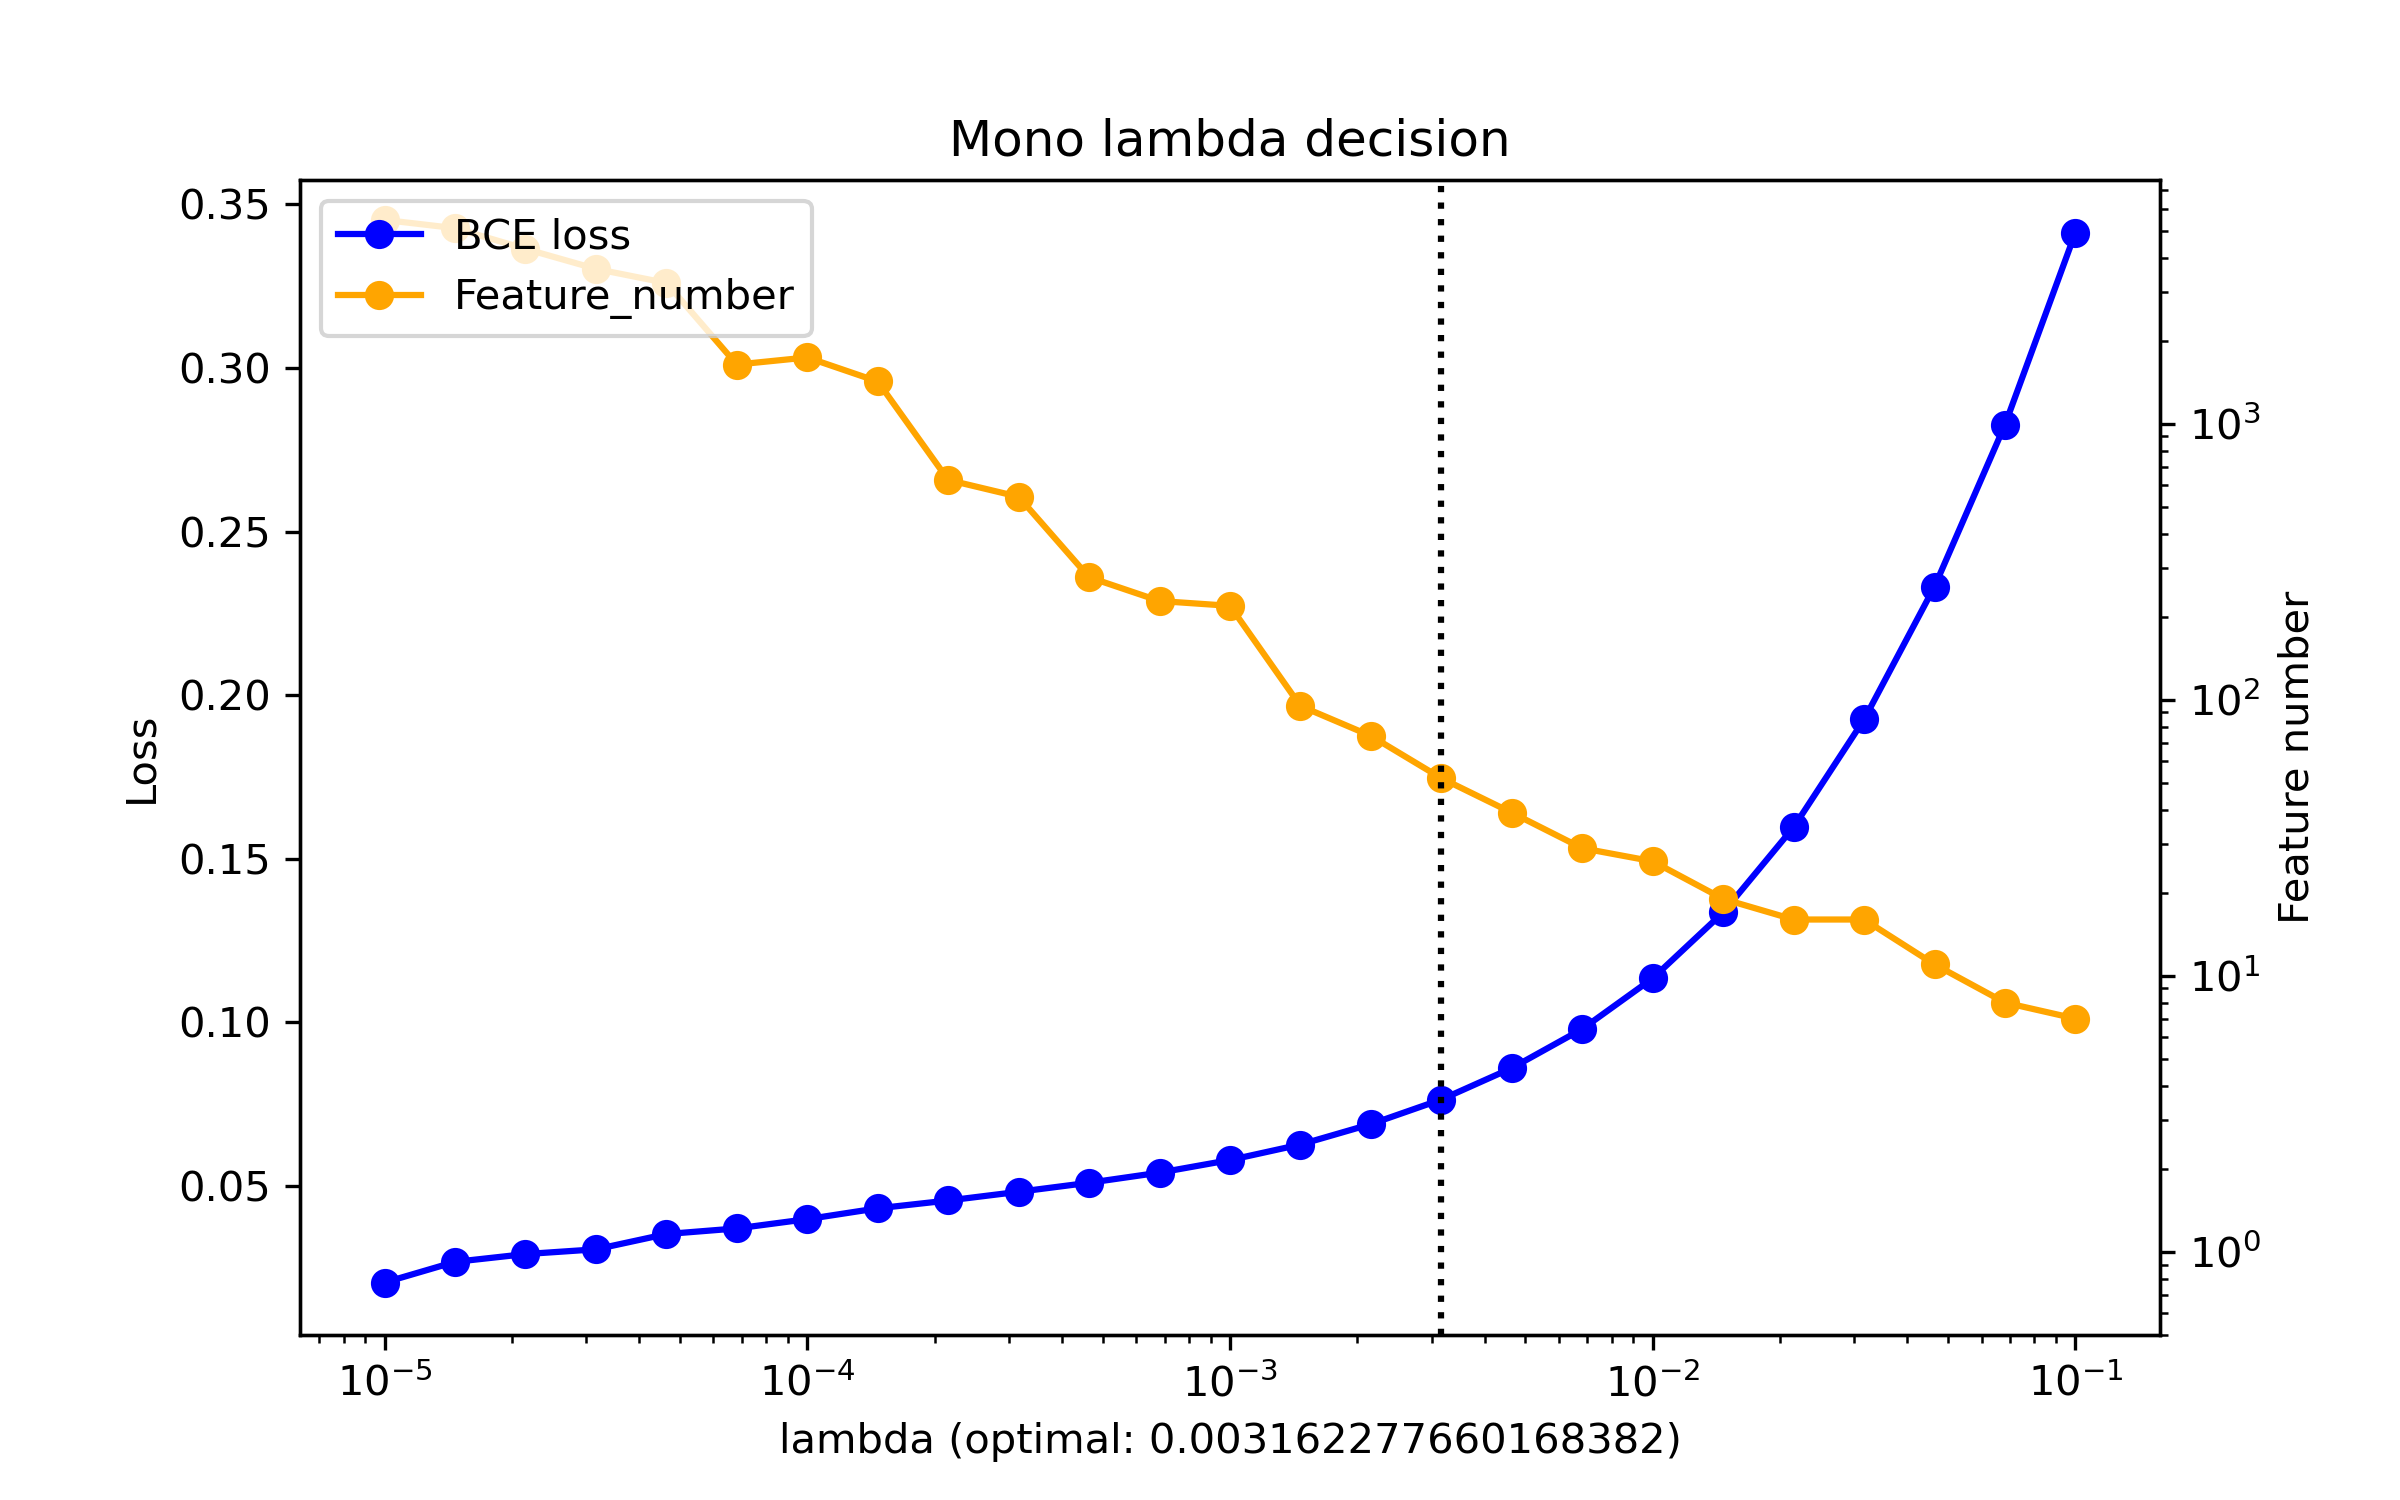 Mono lambda decision
BCE loss
Feature_number
0.35
0.30
0.25
0.20
0.15
0.10
0.05
Loss
10³
10²
10¹
10⁰
Feature number
10⁻⁵
10⁻⁴
10⁻³
10⁻²
10⁻¹
lambda (optimal: 0.0031622776601683​82)